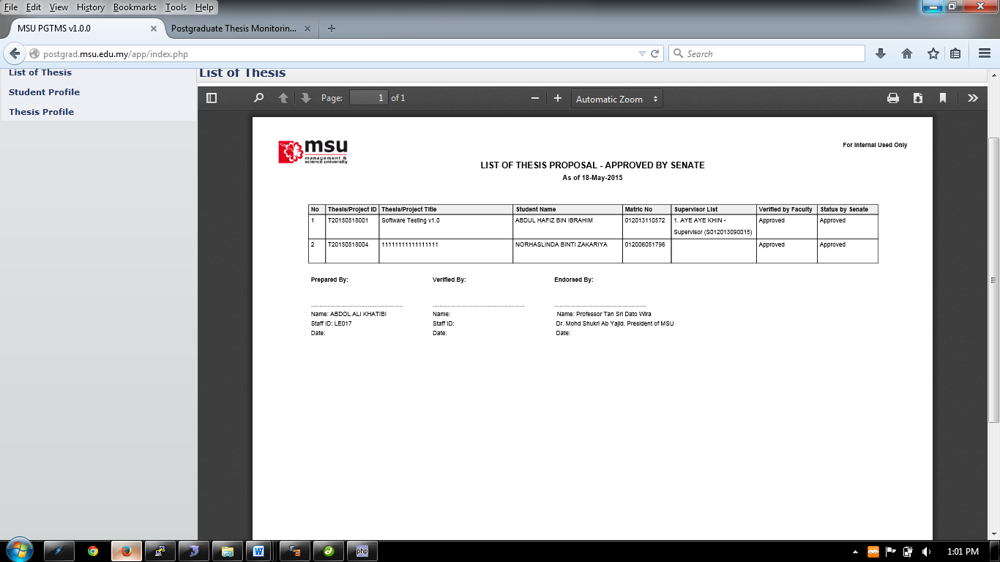 File Edit View History Bookmarks Tools Help
MSU PGTMS v1.0.0
Postgraduate Thesis Monitorin...
postgrad.msu.edu.my/app/index.php
Search
List of Thesis
Student Profile
Thesis Profile
List of Thesis
Page: 1 of 1
Automatic Zoom
msu
management &
science university
For Internal Used Only
LIST OF THESIS PROPOSAL - APPROVED BY SENATE
As of 18-May-2015
No Thesis/Project ID Thesis/Project Title Student Name Matric No Supervisor List Verified by Faculty Status by Senate
1 T20150518001 Software Testing v1.0 ABDUL HAFIZ BIN IBRAHIM 012013110572 1. AYE AYE KHIN - Approved Approved
Supervisor (S012013090015)
2 T20150518004 11111111111111111 NORHASLINDA BINTI ZAKARIYA 012006051796 Approved Approved
Prepared By: Verified By: Endorsed By:
Name: ABDOL ALI KHATIBI Name: Name: Professor Tan Sri Dato Wira
Staff ID: LE017 Staff ID: Dr. Mohd Shukri Ab Yajid, President of MSU
Date: Date: Date:
php
1:01 PM